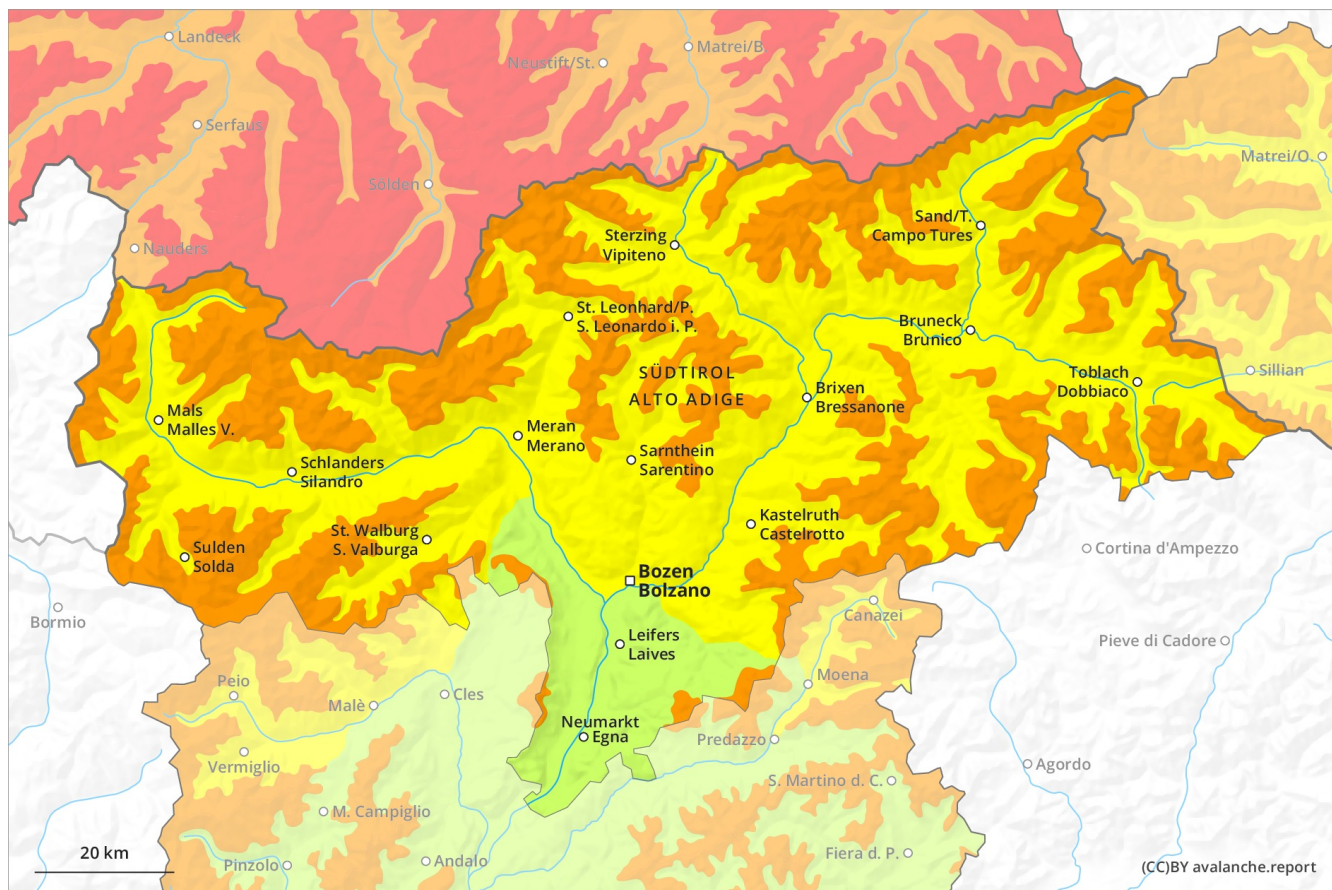 Landeck
Matrei/B.
Neustift/St.
Serfaus
Matrei/O.
Sölden
Sand/T.
Campo Tures
Sterzing
Vipiteno
Nauders
St. Leonhard/P.
S. Leonardo i. P.
Bruneck
Brunico
SÜDTIROL
ALTO ADIGE
Toblach
Dobbiaco
Sillian
Brixen
Bressanone
Mals
Malles V.
Meran
Merano
Schlanders
Silandro
Sarnthein
Sarentino
Kastelruth
Castelrotto
St. Walburg
S. Valburga
Sulden
Solda
Cortina d'Ampezzo
Bozen
Bolzano
Bormio
Canazei
Leifers
Laives
Pieve di Cadore
Peio
Moena
Malè
Cles
Neumarkt
Egna
Predazzo
Vermiglio
Agordo
S. Martino d. C.
M. Campiglio
20 km
Pinzolo
Andalo
Fiera d. P.
(CC)BY avalanche.report